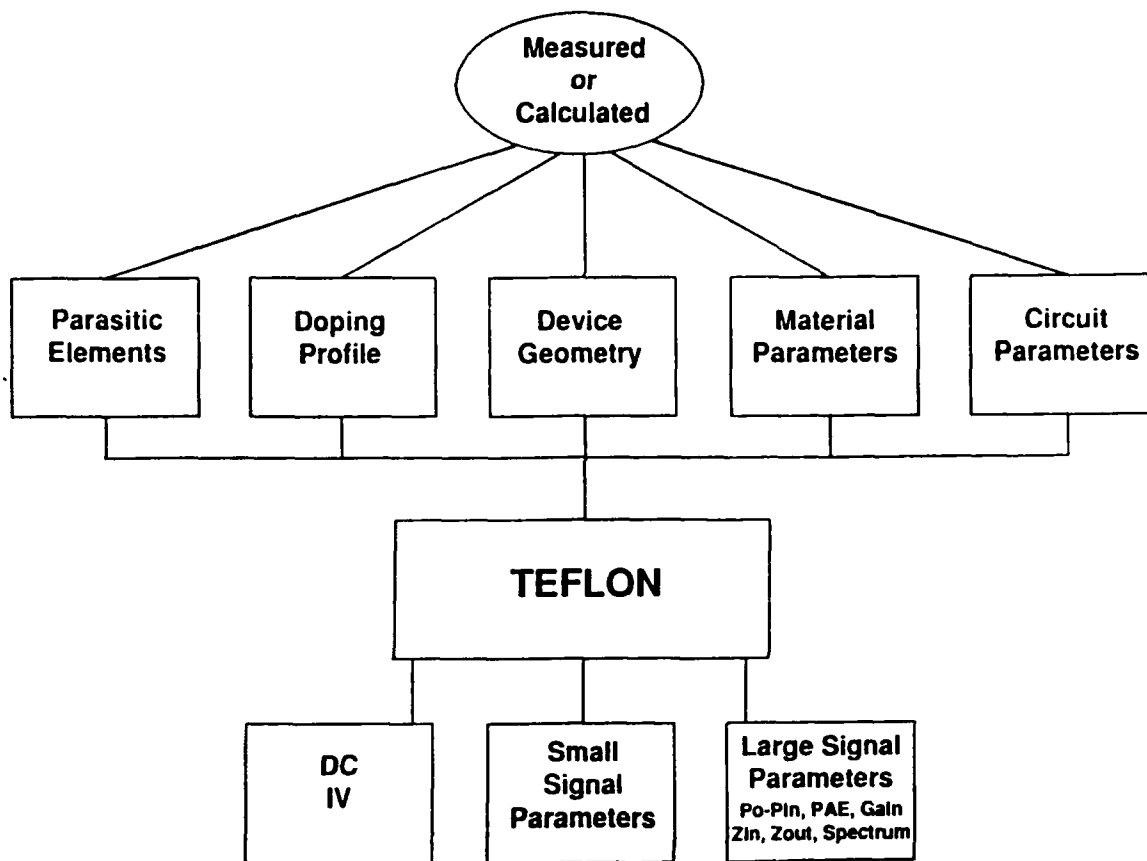 Measured
or
Calculated
Parasitic
Elements
Doping
Profile
Device
Geometry
Material
Parameters
Circuit
Parameters
TEFLON
DC
IV
Small
Signal
Parameters
Large Signal
Parameters
Po-Pin, PAE, Gain
Zin, Zout, Spectrum